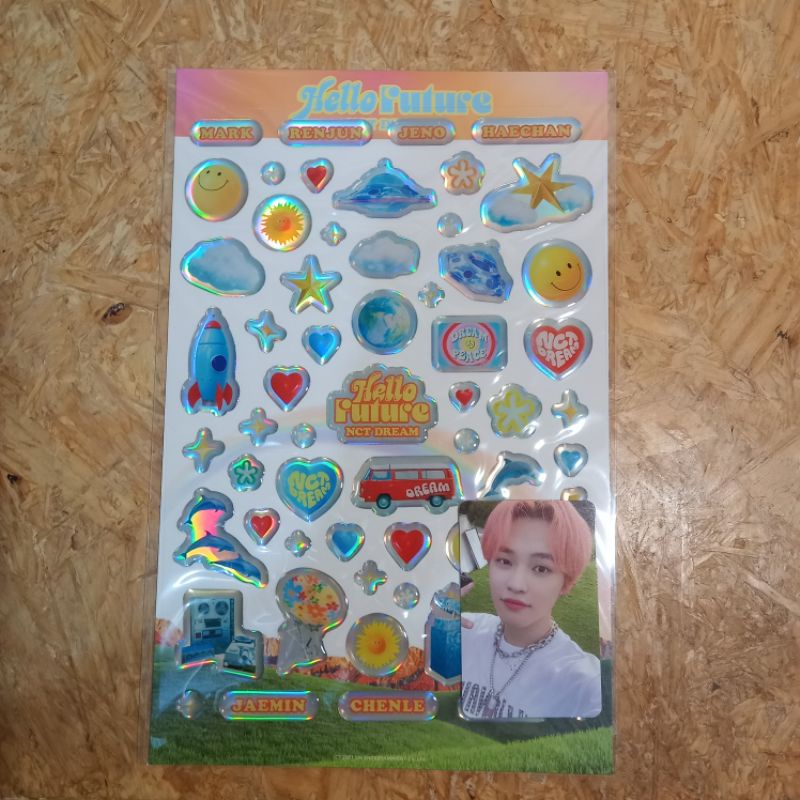 Hello Future
MARK RENJUN JENO HAECHAN
DREAM
PEACE
NCT
DREAM
Hello
Future
NCT DREAM
NCT
DREAM
DREAM
JAEMIN CHENLE